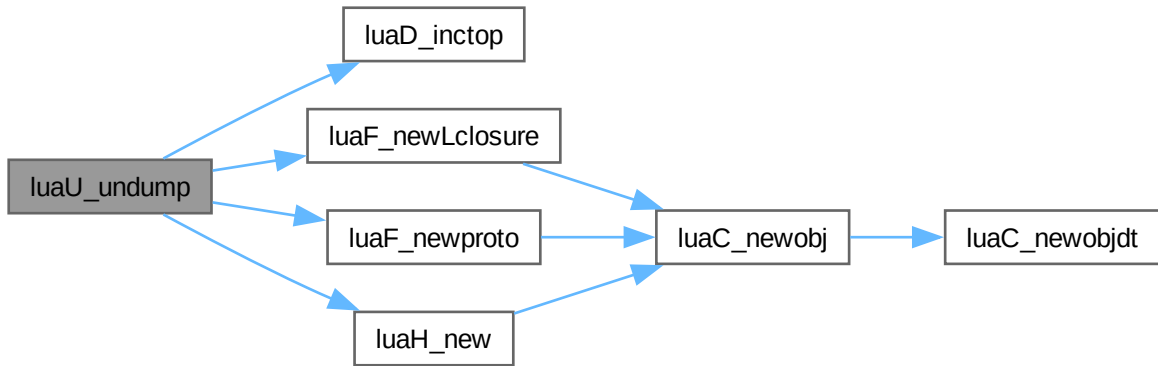 luaD_inctop
luaF_newLclosure
luaU_undump
luaF_newproto
luaC_newobj
luaC_newobjdt
luaH_new